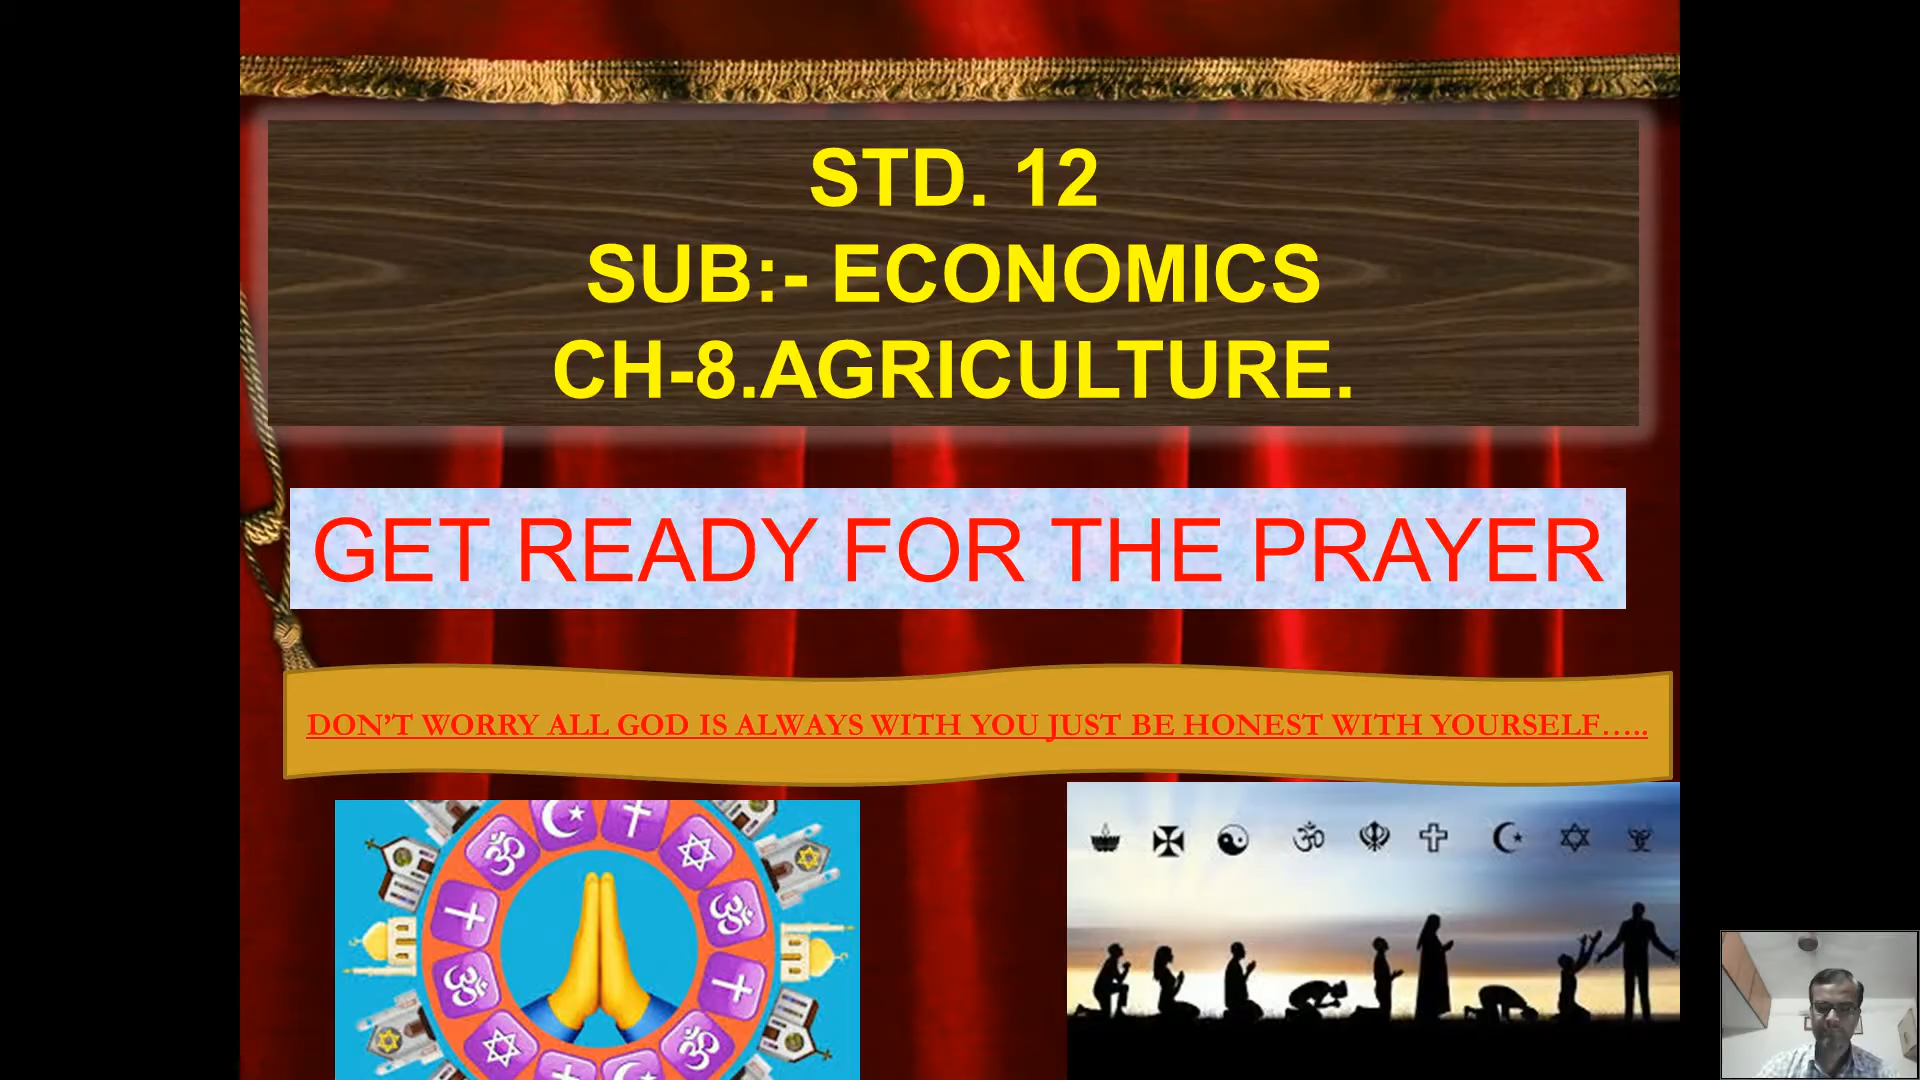 STD. 12
SUB:- ECONOMICS
CH-8.AGRICULTURE.
GET READY FOR THE PRAYER
DON’T WORRY ALL GOD IS ALWAYS WITH YOU JUST BE HONEST WITH YOURSELF…..